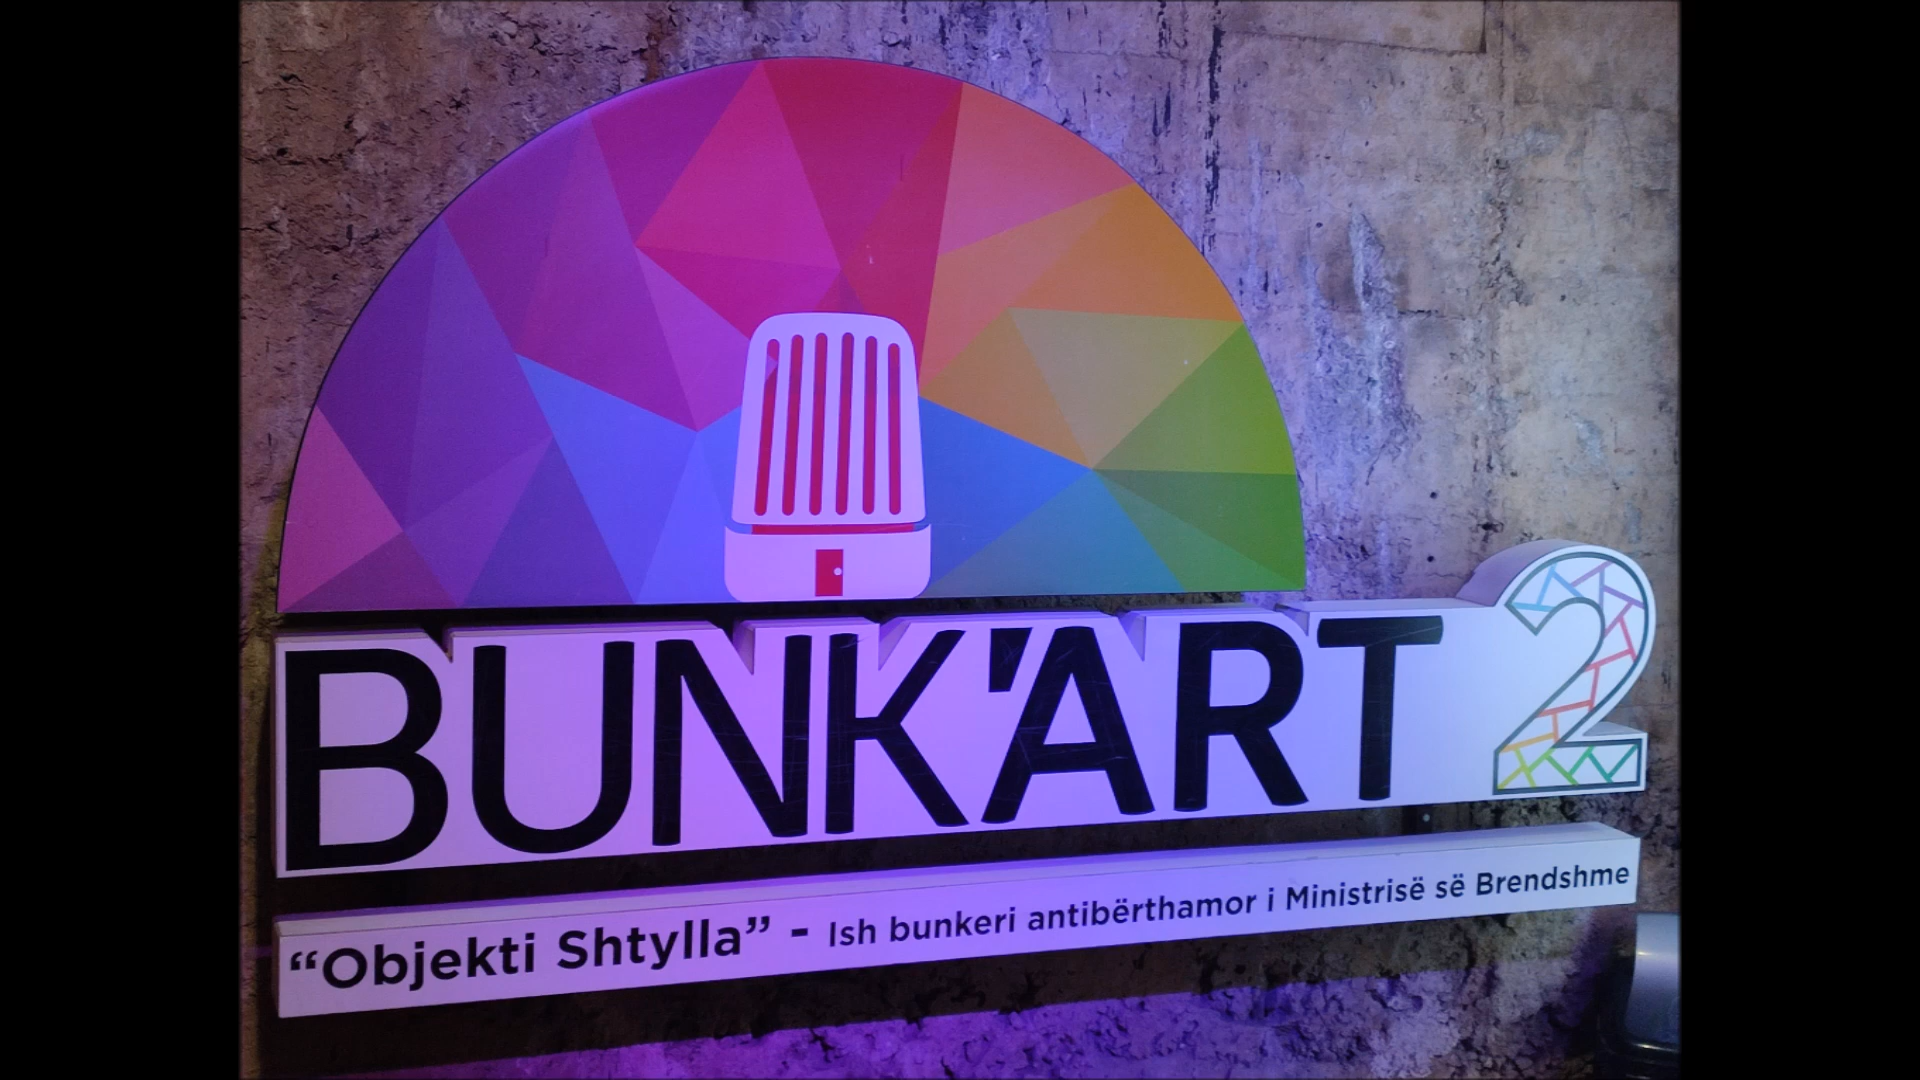 BUNK'ART 2
“Objekti Shtylla” - Ish bunkeri antibërthamor i Ministrisë së Brendshme